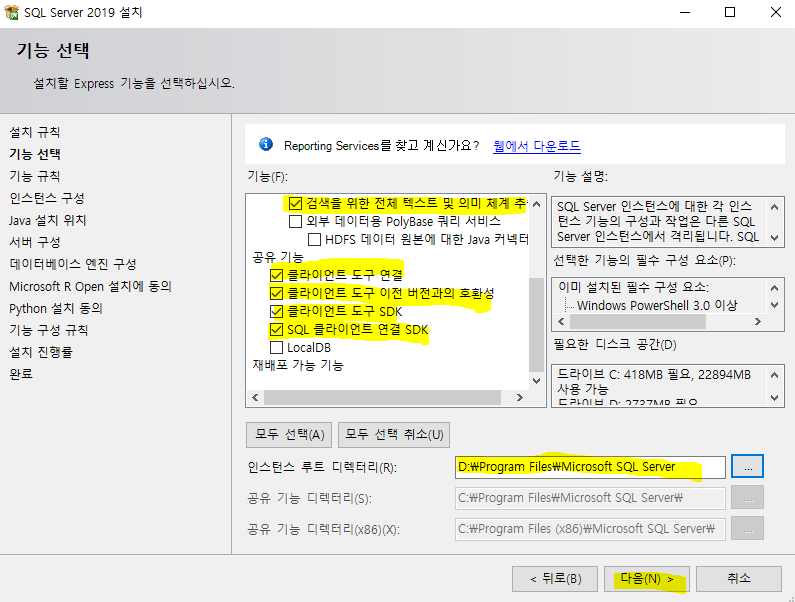 SQL Server 2019 설치
기능 선택
설치할 Express 기능을 선택하십시오.
설치 규칙
기능 선택
기능 규칙
인스턴스 구성
Java 설치 위치
서버 구성
데이터베이스 엔진 구성
Microsoft R Open 설치에 동의
Python 설치 동의
기능 구성 규칙
설치 진행률
완료
Reporting Services를 찾고 계신가요? 웹에서 다운로드
기능(F):
검색을 위한 전체 텍스트 및 의미 체계
외부 데이터용 PolyBase 쿼리 서비스
HDFS 데이터 원본에 대한 Java 커넥터
공유 기능
클라이언트 도구 연결
클라이언트 도구 이전 버전과의 호환성
클라이언트 도구 SDK
SQL 클라이언트 연결 SDK
LocalDB
재배포 가능 기능
기능 설명:
SQL Server 인스턴스에 대한 각 인스
턴스 기능의 구성과 작업은 다른 SQL
Server 인스턴스에서 격리됩니다. SQL
선택한 기능의 필수 구성 요소(P):
이미 설치된 필수 구성 요소:
Windows PowerShell 3.0 이상
필요한 디스크 공간(D)
드라이브 C: 418MB 필요, 22894MB
사용 가능
드라이브 D: 2737MB 필요
모두 선택(A)
모두 선택 취소(U)
인스턴스 루트 디렉터리(R):
D:₩Program Files₩Microsoft SQL Server
...
공유 기능 디렉터리(S):
C:₩Program Files₩Microsoft SQL Server₩
...
공유 기능 디렉터리(x86)(X):
C:₩Program Files (x86)₩Microsoft SQL Server₩
...
< 뒤로(B)
다음(N) >
취소